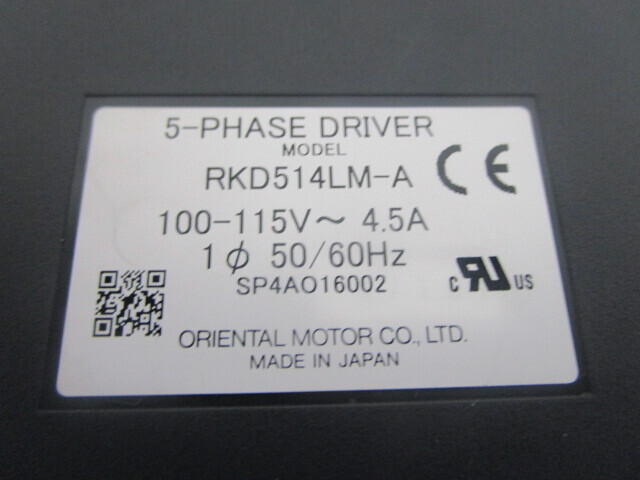 5-PHASE DRIVER
MODEL
RKD514LM-A
CE
100-115V～ 4.5A
1ϕ 50/60Hz
SP4AO16002
c RU US
ORIENTAL MOTOR CO., LTD.
MADE IN JAPAN